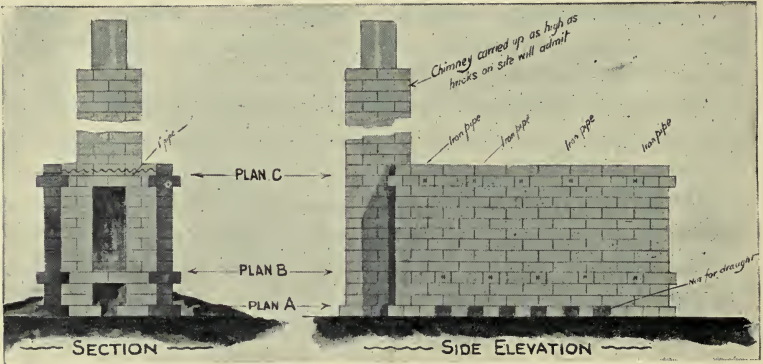 Chimney carried up as high as
bricks on site will admit
1" pipe
Iron pipe
Iron pipe
Iron pipe
Iron pipe
PLAN C
PLAN B
PLAN A
for draught
SECTION
SIDE ELEVATION